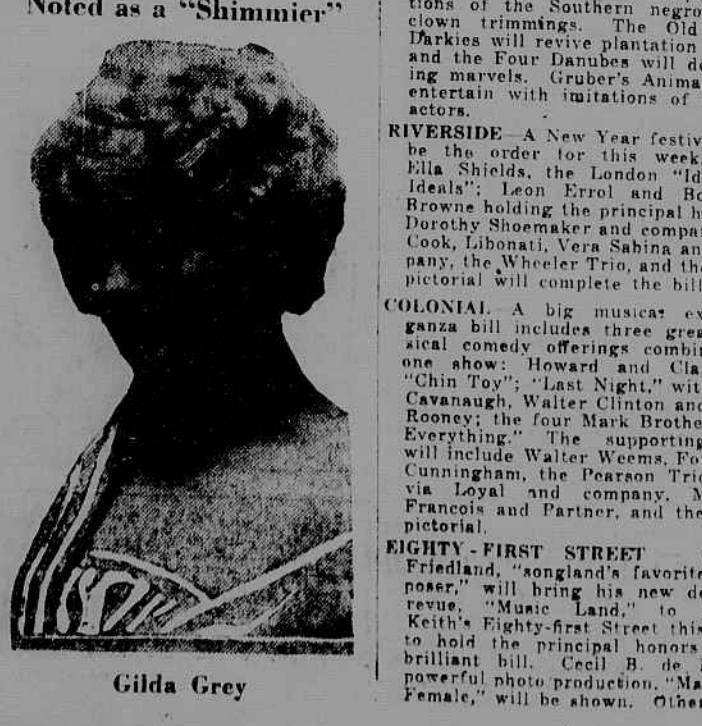 Noted as a "Shimmier"
Gilda Grey
tions of the Southern negro
clown trimmings. The Old
Darkies will revive plantation
and the Four Danubes will d
ing marvels. Gruber's Anima
entertain with imitations of
actors.
RIVERSIDE—A New Year festiv
be the order for this week.
Ella Shields, the London "Id
Ideals"; Leon Errol and Bo
Browne holding the principal h
Dorothy Shoemaker and compa
Cook, Libonati, Vera Sabina an
pany, the Wheeler Trio, and the
pictorial will complete the bill
COLONIAL A big musical ex
ganza bill includes three grea
sical comedy offerings combin
one show: Howard and Cla
"Chin Toy"; "Last Night," wit
Cavanaugh, Walter Clinton and
Rooney; the four Mark Brothe
Everything." The supporting
will include Walter Weems, Fo
Cunningham, the Pearson Trio
via Loyal and company, M
Francois and Partner, and the
pictorial.
EIGHTY-FIRST STREET
Friedland, "songland's favorite
poser," will bring his new d
revue, "Music Land," to
Keith's Eighty-first Street this
to hold the principal honors
brilliant bill. Cecil B. de
powerful photo production, "Ma
Female," will be shown. Other